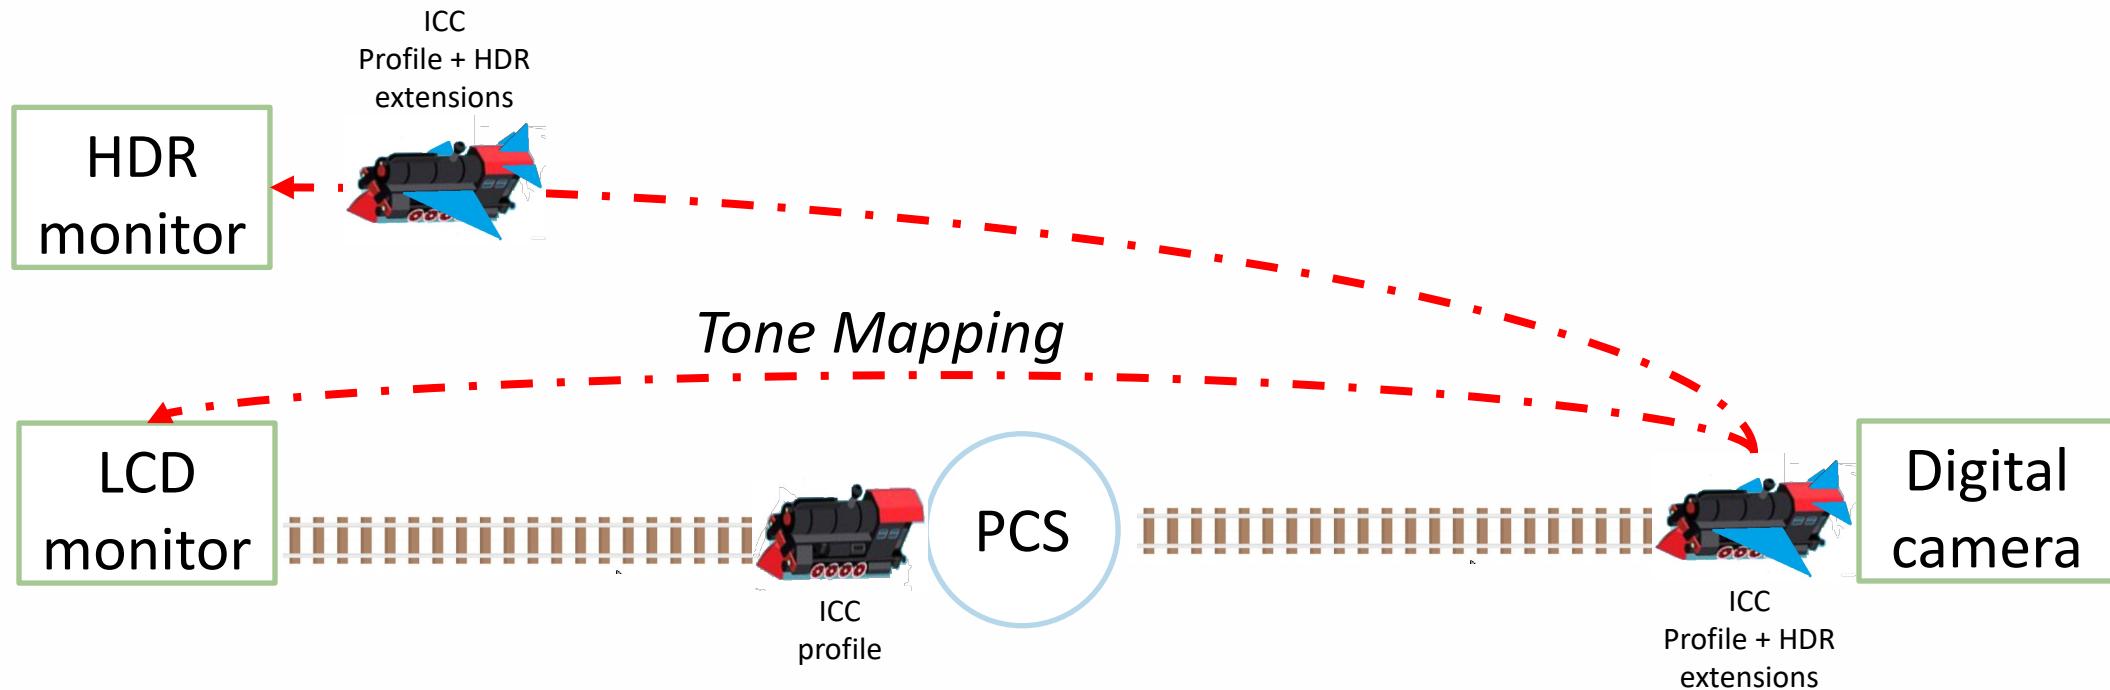 ICC
Profile + HDR
extensions
HDR
monitor
Tone Mapping
LCD
monitor
PCS
Digital
camera
ICC
profile
ICC
Profile + HDR
extensions